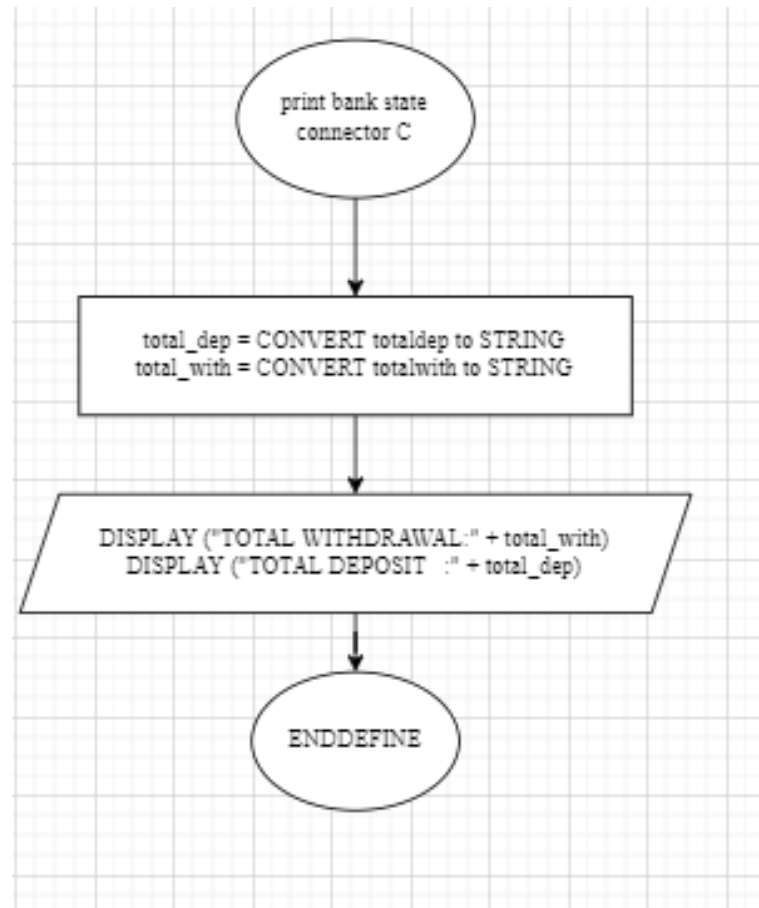 print bank state
connector C
total_dep = CONVERT totaldep to STRING
total_with = CONVERT totalwith to STRING
DISPLAY ("TOTAL WITHDRAWAL:" + total_with)
DISPLAY ("TOTAL DEPOSIT   :" + total_dep)
ENDDEFINE